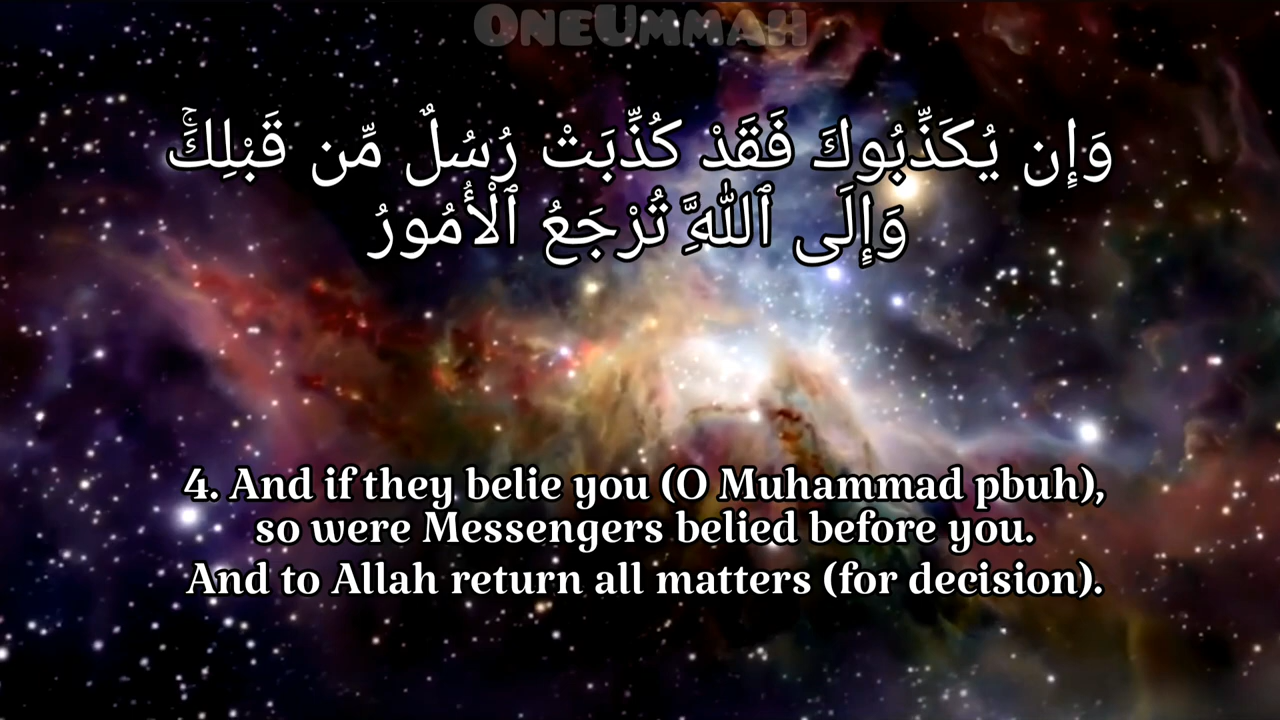 OneUmmah
وَإِن يُكَذِّبُوكَ فَقَدْ كُذِّبَتْ رُسُلٌ مِّن قَبْلِكَۚ
وَإِلَى ٱللَّهِ تُرْجَعُ ٱلْأُمُورُ
4. And if they belie you (O Muhammad pbuh),
so were Messengers belied before you.
And to Allah return all matters (for decision).